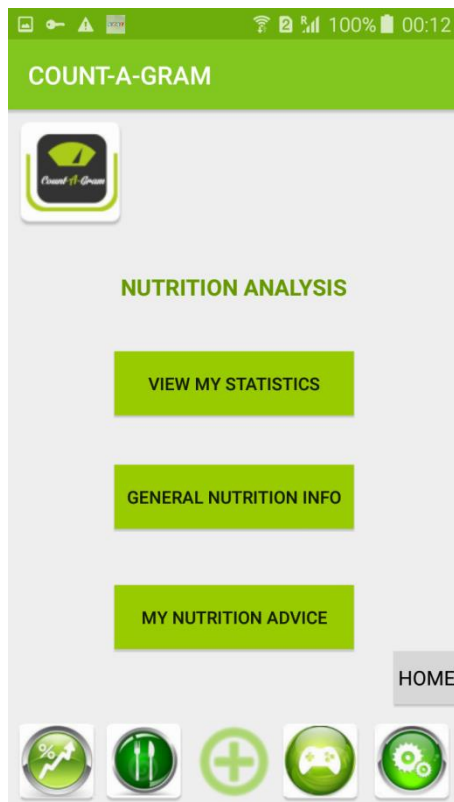 2 R 100% 00:12
COUNT-A-GRAM
Count-A-Gram
NUTRITION ANALYSIS
VIEW MY STATISTICS
GENERAL NUTRITION INFO
MY NUTRITION ADVICE
HOME
%